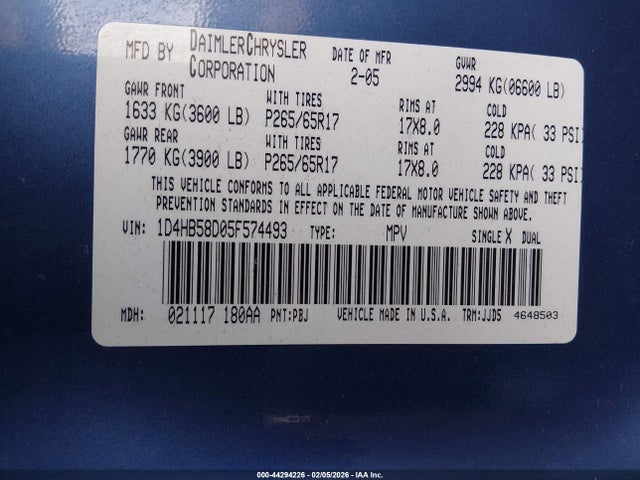 MFD BY DAIMLERCHRYSLER CORPORATION DATE OF MFR 2-05 GVWR 2994 KG(06600 LB)
GAWR FRONT WITH TIRES RIMS AT COLD
1633 KG(3600 LB) P265/65R17 17X8.0 228 KPA( 33 PSI)
GAWR REAR WITH TIRES RIMS AT COLD
1770 KG(3900 LB) P265/65R17 17X8.0 228 KPA( 33 PSI)
THIS VEHICLE CONFORMS TO ALL APPLICABLE FEDERAL MOTOR VEHICLE SAFETY AND THEFT
PREVENTION STANDARDS IN EFFECT ON THE DATE OF MANUFACTURE SHOWN ABOVE.
VIN: 1D4HB58D05F574493 TYPE: MPV SINGLE X DUAL
MDH: 021117 180AA PNT:PBJ VEHICLE MADE IN U.S.A. TRM:JJD5 4648503
000-44294226 - 02/05/2026 - IAA Inc.